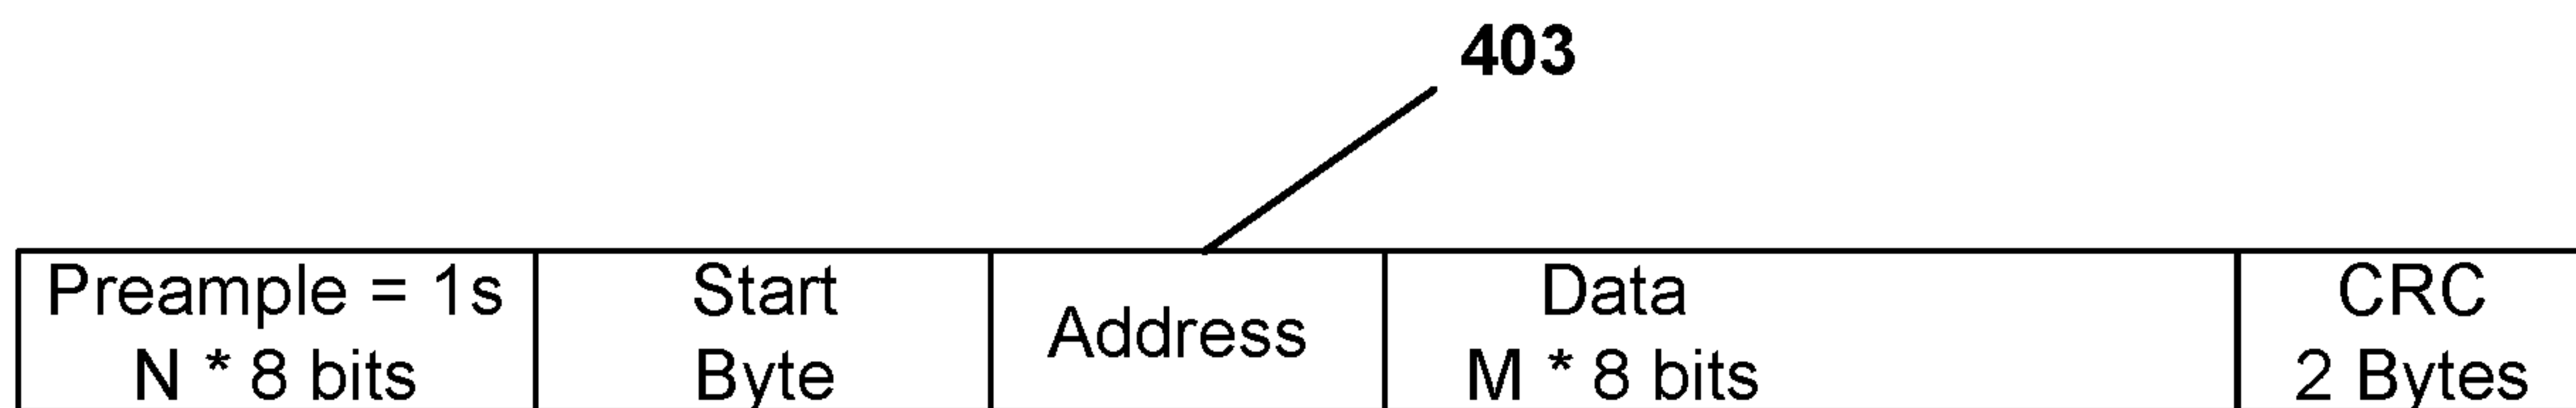 403
Preample = 1s
N * 8 bits
Start
Byte
Address
Data
M * 8 bits
CRC
2 Bytes